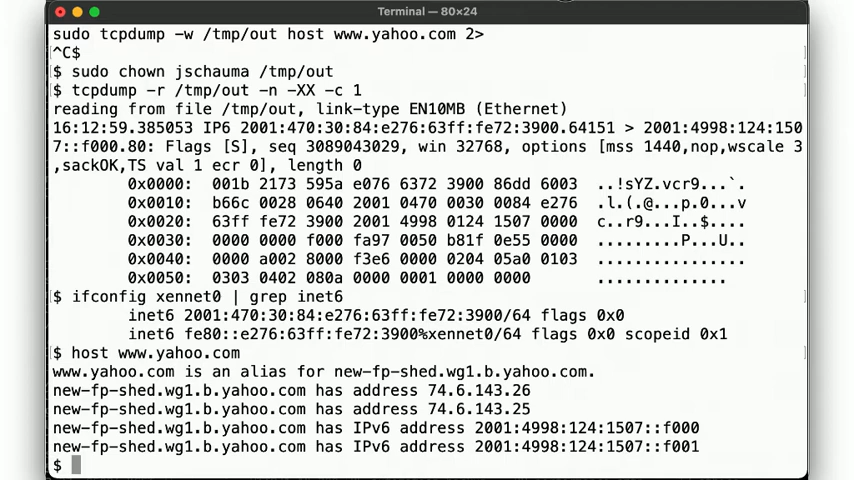 Terminal — 80×24
sudo tcpdump -w /tmp/out host www.yahoo.com 2>
^C$
$ sudo chown jschauma /tmp/out
$ tcpdump -r /tmp/out -n -XX -c 1
reading from file /tmp/out, link-type EN10MB (Ethernet)
16:12:59.385053 IP6 2001:470:30:84:e276:63ff:fe72:3900.64151 > 2001:4998:124:150
7::f000.80: Flags [S], seq 3089043029, win 32768, options [mss 1440,nop,wscale 3
,sackOK,TS val 1 ecr 0], length 0
0x0000: 001b 2173 595a e076 6372 3900 86dd 6003 ..!sYZ.vcr9...`.
0x0010: b66c 0028 0640 2001 0470 0030 0084 e276 .l.(.@...p.0...v
0x0020: 63ff fe72 3900 2001 4998 0124 1507 0000 c..r9...I..$....
0x0030: 0000 0000 f000 fa97 0050 b81f 0e55 0000 .........P...U..
0x0040: 0000 a002 8000 f3e6 0000 0204 05a0 0103 ................
0x0050: 0303 0402 080a 0000 0001 0000 0000 ..............
$ ifconfig xennet0 | grep inet6
inet6 2001:470:30:84:e276:63ff:fe72:3900/64 flags 0x0
inet6 fe80::e276:63ff:fe72:3900%xennet0/64 flags 0x0 scopeid 0x1
$ host www.yahoo.com
www.yahoo.com is an alias for new-fp-shed.wg1.b.yahoo.com.
new-fp-shed.wg1.b.yahoo.com has address 74.6.143.26
new-fp-shed.wg1.b.yahoo.com has address 74.6.143.25
new-fp-shed.wg1.b.yahoo.com has IPv6 address 2001:4998:124:1507::f000
new-fp-shed.wg1.b.yahoo.com has IPv6 address 2001:4998:124:1507::f001
$